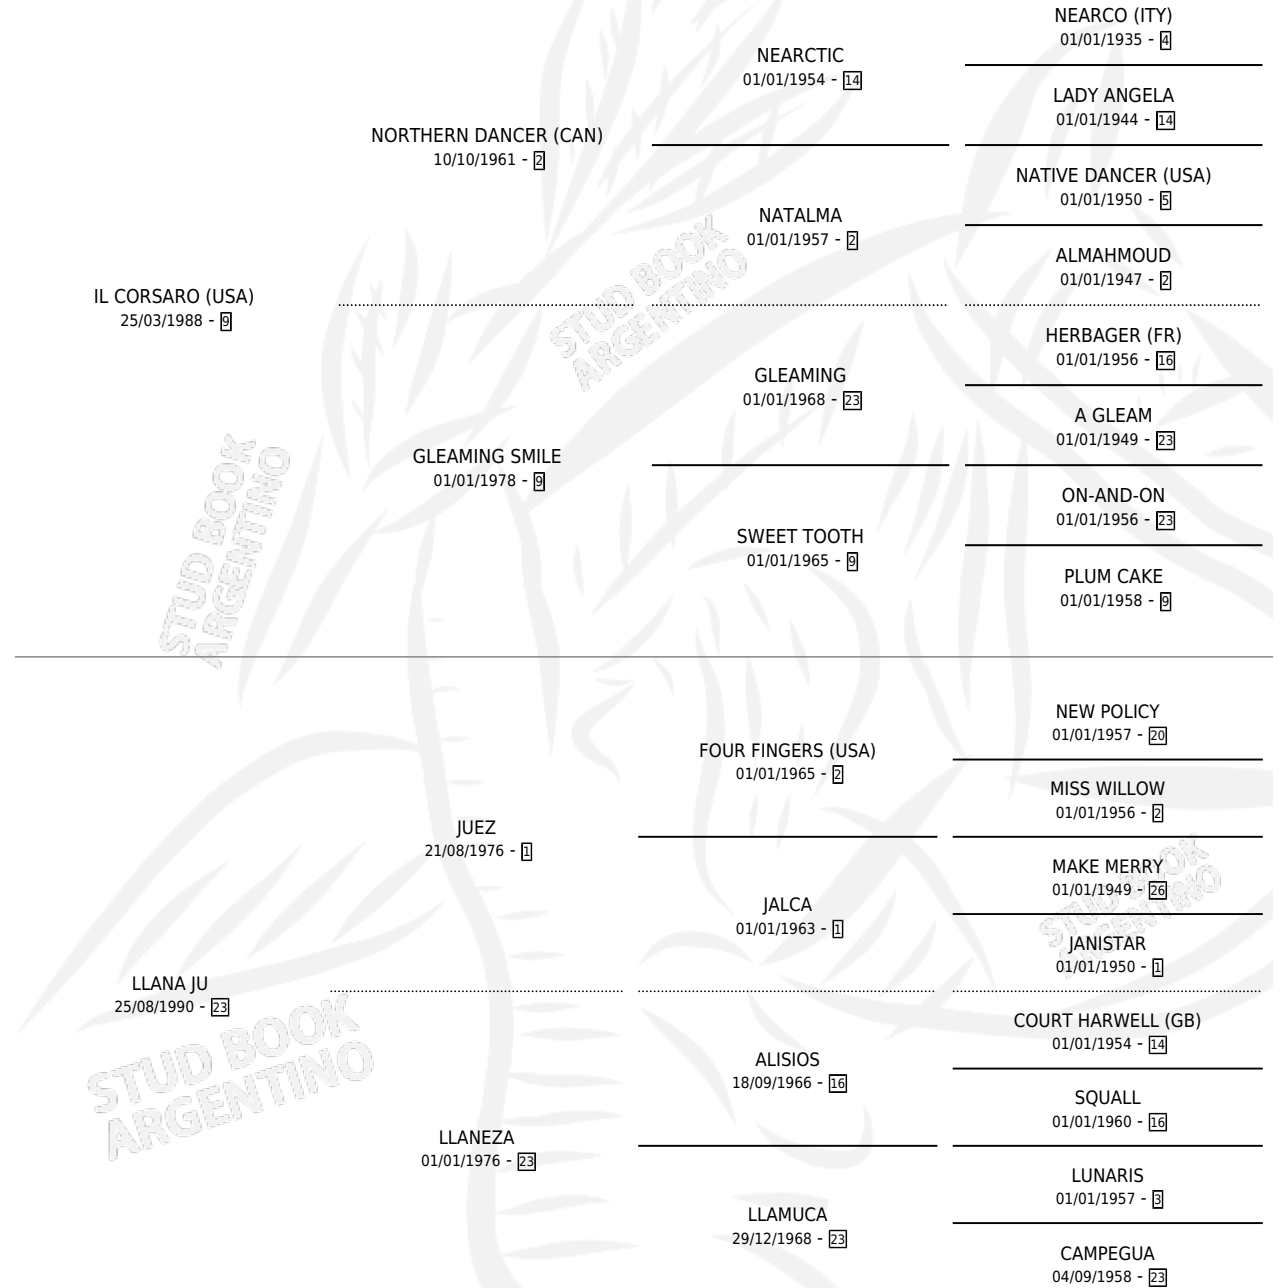 NEARCO (ITY)
01/01/1935 - 4
NEARCTIC
01/01/1954 - 14
LADY ANGELA
01/01/1944 - 14
NORTHERN DANCER (CAN)
10/10/1961 - 2
NATIVE DANCER (USA)
01/01/1950 - 5
NATALMA
01/01/1957 - 2
ALMAHMOUD
01/01/1947 - 2
IL CORSARO (USA)
25/03/1988 - 9
STUD BOOK
ARGENTINO
HERBAGER (FR)
01/01/1956 - 16
GLEAMING
01/01/1968 - 23
A GLEAM
01/01/1949 - 23
GLEAMING SMILE
01/01/1978 - 9
ON-AND-ON
01/01/1956 - 23
SWEET TOOTH
01/01/1965 - 9
PLUM CAKE
01/01/1958 - 9
STUD BOOK
ARGENTINO
NEW POLICY
01/01/1957 - 20
FOUR FINGERS (USA)
01/01/1965 - 2
MISS WILLOW
01/01/1956 - 2
JUEZ
21/08/1976 - 1
MAKE MERRY
01/01/1949 - 26
JALCA
01/01/1963 - 1
JANISTAR
01/01/1950 - 1
STUD BOOK
ARGENTINO
LLANA JU
25/08/1990 - 23
COURT HARWELL (GB)
01/01/1954 - 14
ALISIOS
18/09/1966 - 16
SQUALL
01/01/1960 - 16
STUD BOOK
ARGENTINO
LLANEZA
01/01/1976 - 23
LUNARIS
01/01/1957 - 3
LLAMUCA
29/12/1968 - 23
CAMPEGUA
04/09/1958 - 23